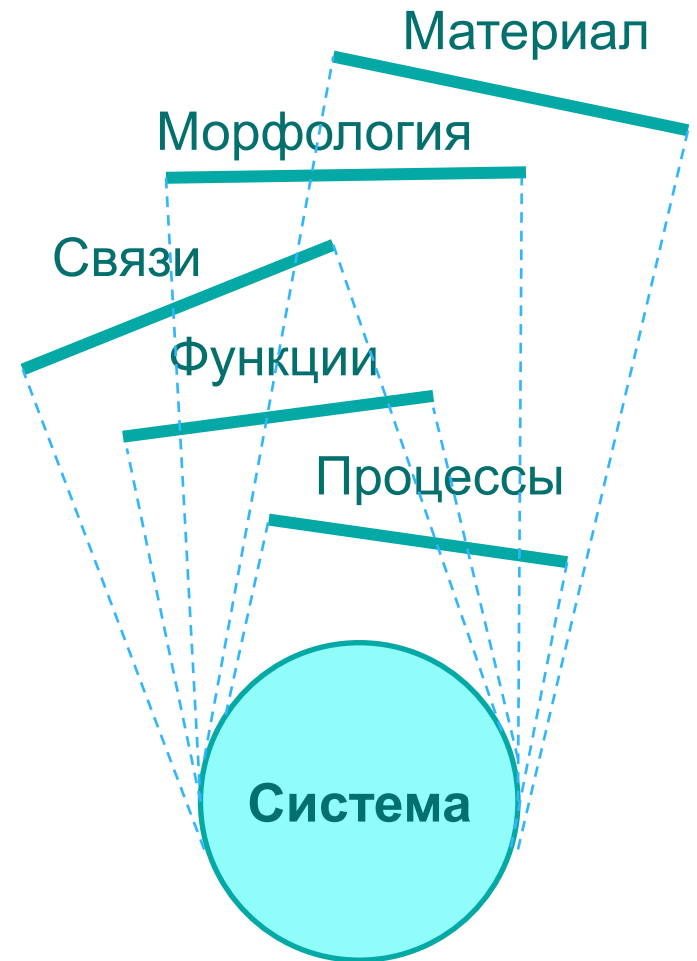 Материал
Морфология
Связи
Функции
Процессы
Система